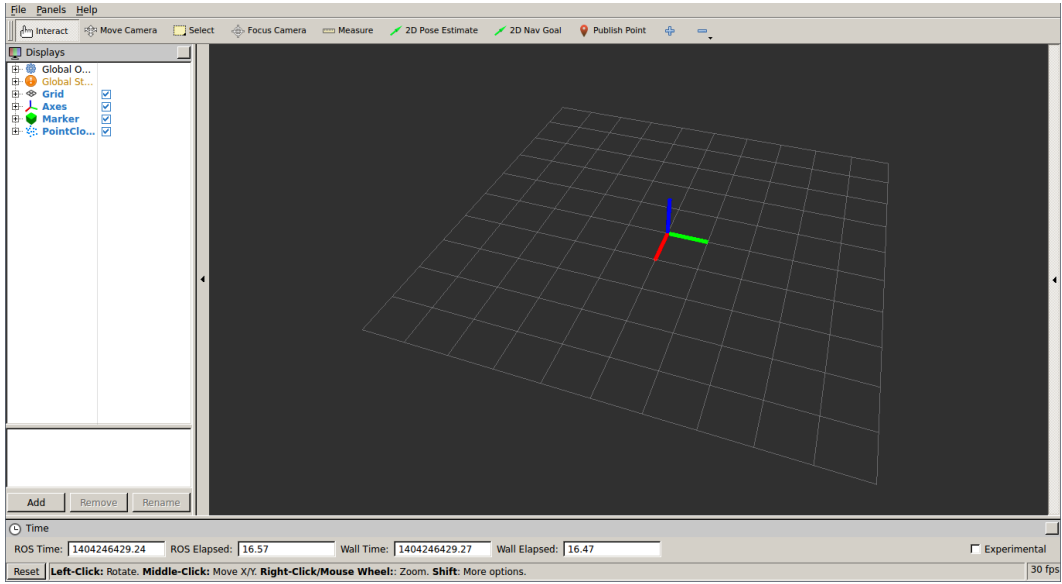 File Panels Help
Interact Move Camera Select Focus Camera Measure 2D Pose Estimate 2D Nav Goal Publish Point
Displays
Global O...
Global St...
Grid
Axes
Marker
PointClo...
Add Remove Rename
Time
ROS Time: 1404246429.24 ROS Elapsed: 16.57 Wall Time: 1404246429.27 Wall Elapsed: 16.47 Experimental
Reset Left-Click: Rotate. Middle-Click: Move X/Y. Right-Click/Mouse Wheel:: Zoom. Shift: More options. 30 fps